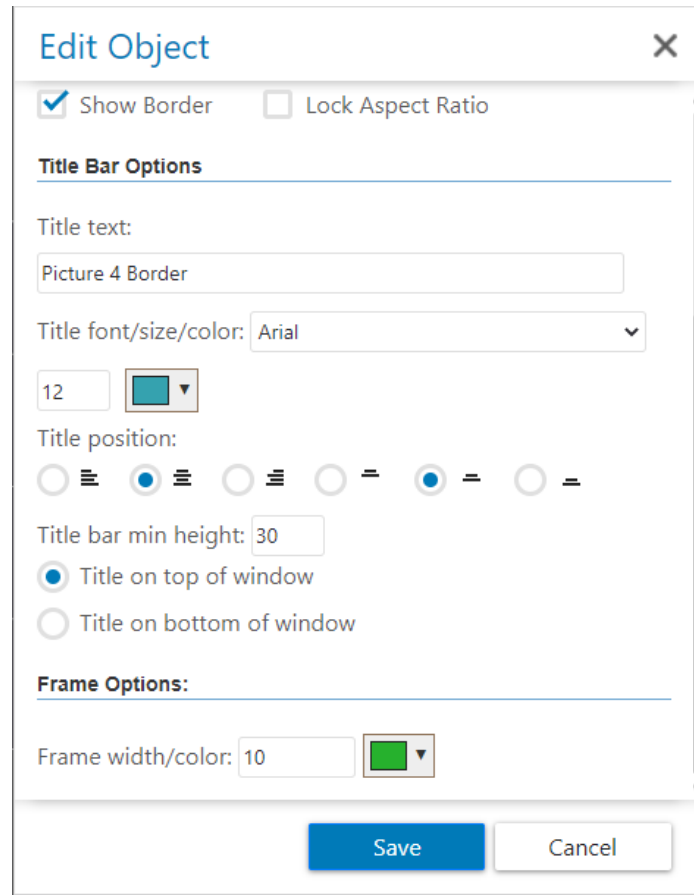 Edit Object
Show Border Lock Aspect Ratio
Title Bar Options
Title text:
Picture 4 Border
Title font/size/color: Arial
12
Title position:
Title bar min height: 30
Title on top of window
Title on bottom of window
Frame Options:
Frame width/color: 10
Save Cancel